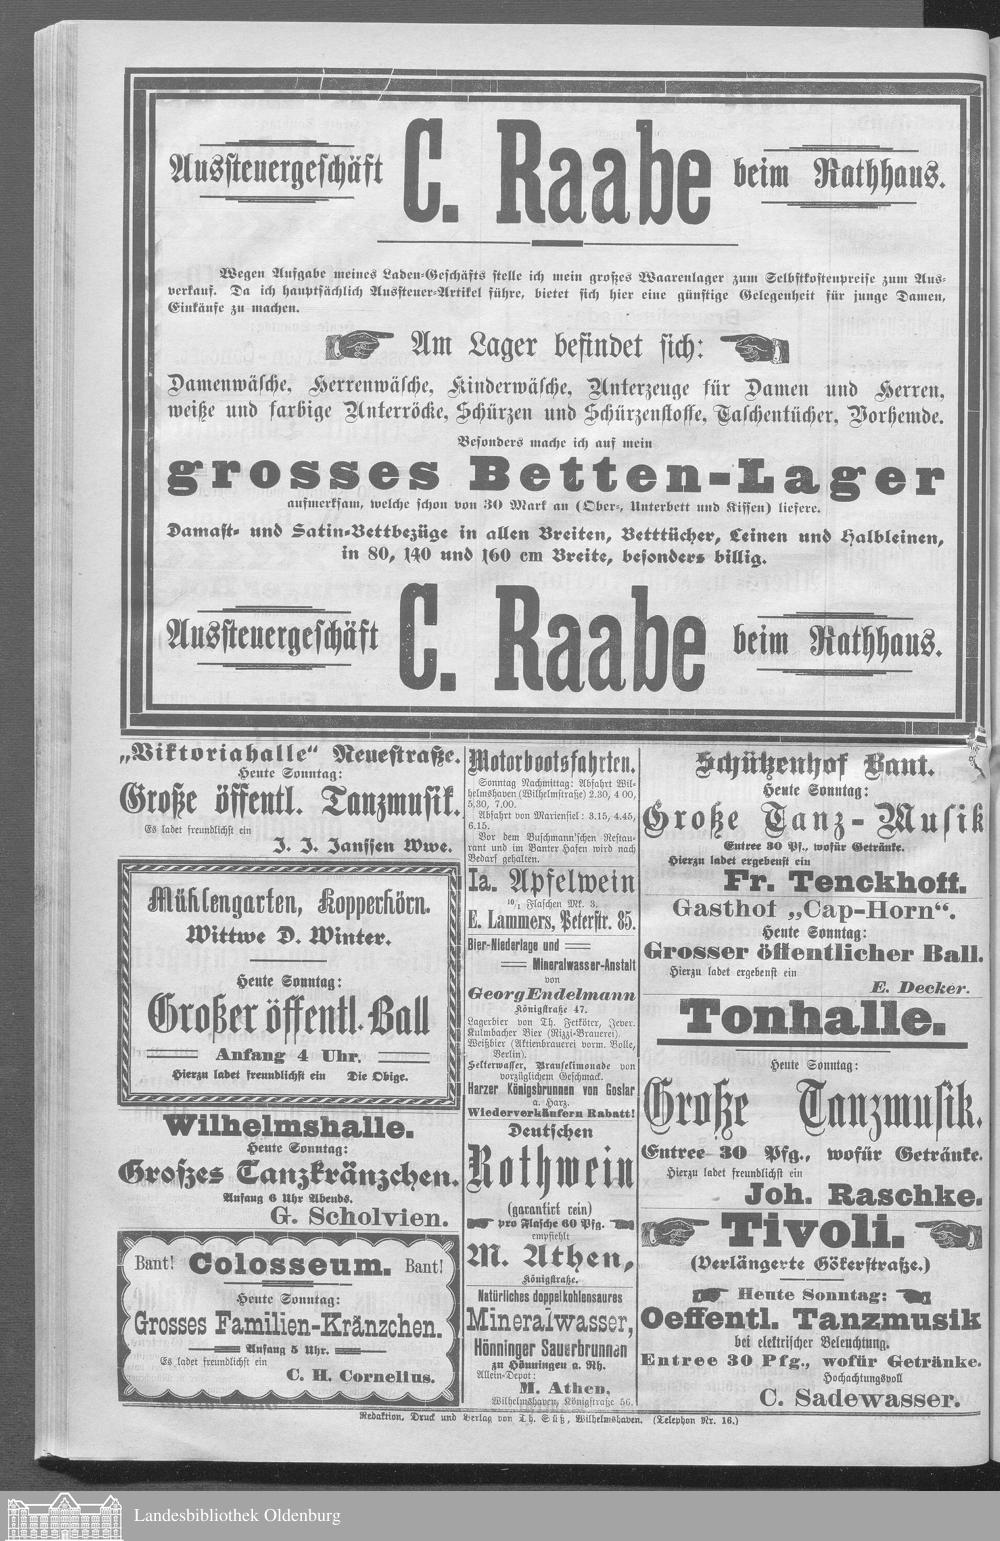 Aussteuergeschäft C. Raabe beim Rathhaus.
Wegen Aufgabe meines Laden-Geschäfts stelle ich mein großes Waarenlager zum Selbstkostenpreise zum Aus-
verkauf. Da ich hauptsächlich Aussteuer-Artikel führe, bietet sich hier eine günstige Gelegenheit für junge Damen,
Einkäufe zu machen.
Am Lager befindet sich:
Damenwäsche, Herrenwäsche, Kinderwäsche, Unterzeuge für Damen und Herren,
weiße und farbige Unterröcke, Schürzen und Schürzenstoffe, Taschentücher, Vorhemde.
Besonders mache ich auf mein
grosses Betten-Lager
aufmerksam, welche schon von 30 Mark an (Ober-, Unterbett und Kissen) liefere.
Damast- und Satin-Bettbezüge in allen Breiten, Betttücher, Leinen und Halbleinen,
in 80, 140 und 160 cm Breite, besonders billig.
Aussteuergeschäft C. Raabe beim Rathhaus.
„Viktoriahalle“ Neuestraße.
Heute Sonntag:
Große öffentl. Tanzmusik.
Es ladet freundlichst ein
J. J. Janssen Wwe.
Mühlengarten, Kopperhörn.
Wittwe D. Winter.
Heute Sonntag:
Großer öffentl. Ball
Anfang 4 Uhr.
Hierzu ladet freundlichst ein Die Obige.
Wilhelmshalle.
Heute Sonntag:
Großes Tanzkränzchen.
Anfang 6 Uhr Abends.
G. Scholvien.
Bant! Colosseum. Bant!
Heute Sonntag:
Grosses Familien-Kränzchen.
Anfang 5 Uhr.
Es ladet freundlichst ein
C. H. Cornelius.
Motorbootsfahrten.
Sonntag Nachmittag: Abfahrt Wil-
helmshaven (Wilhelmstraße) 2.30, 4 00,
5,30, 7.00.
Abfahrt von Mariensiel: 3.15, 4.45,
6.15.
Vor dem Buschmann'schen Restau-
rant und im Banter Hafen wird nach
Bedarf gehalten.
Ia. Apfelwein
10/1 Flaschen Mk. 3.
E. Lammers, Peterstr. 85.
Bier-Niederlage und
Mineralwasser-Anstalt
von
Georg Endelmann
Königstraße 47.
Lagerbier von Th. Fetköter, Jever.
Kulmbacher Bier (Rizzi-Brauerei).
Weißbier (Aktienbrauerei vorm. Bolle,
Berlin).
Selterwasser, Brauselimonade von
vorzüglichem Geschmack.
Harzer Königsbrunnen von Goslar
a. Harz.
Wiederverkäufern Rabatt!
Deutschen
Rothwein
(garantirt rein)
pro Flasche 60 Pfg.
empfiehlt
M. Athen,
Königstraße.
Natürliches doppelkohlensaures
Mineralwasser,
Hönninger Sauerbrunnen
zu Hönningen a. Rh.
Allein-Depot:
M. Athen,
Wilhelmshaven, Königstraße 56.
Schützenhof Bant.
Heute Sonntag:
Große Tanz-Musik
Entree 30 Pf., wofür Getränke.
Hierzu ladet ergebenst ein
Fr. Tenckhoff.
Gasthof „Cap-Horn“.
Heute Sonntag:
Grosser öffentlicher Ball.
Hierzu ladet ergebenst ein
E. Decker.
Tonhalle.
Heute Sonntag:
Große Tanzmusik.
Entree 30 Pfg., wofür Getränke.
Hierzu ladet freundlichst ein
Joh. Raschke.
Tivoli.
(Verlängerte Gökerstraße.)
Heute Sonntag:
Oeffentl. Tanzmusik
bei elektrischer Beleuchtung.
Entree 30 Pfg., wofür Getränke.
Hochachtungsvoll
C. Sadewasser.
Redaktion, Druck und Verlag von Th. Süß, Wilhelmshaven. (Telephon Nr. 16.)
Landesbibliothek Oldenburg